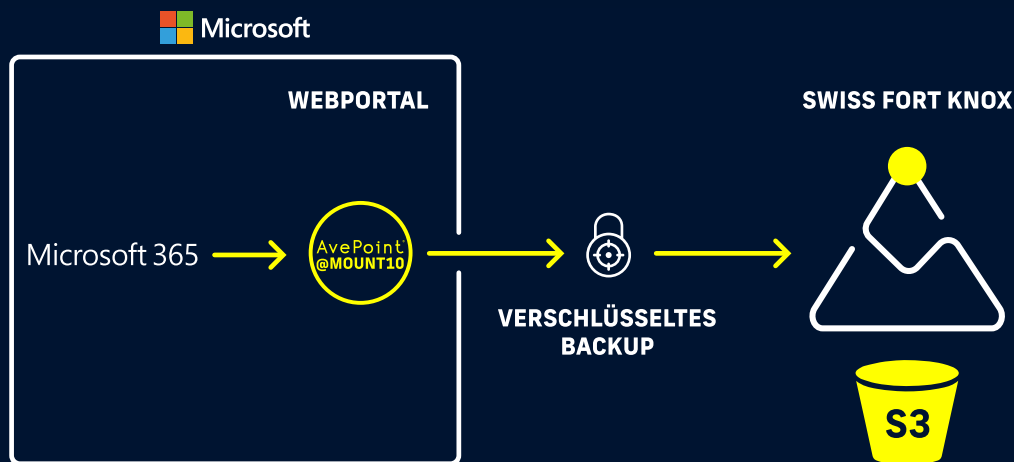 Microsoft
WEBPORTAL
SWISS FORT KNOX
Microsoft 365
AvePoint®
@MOUNT10
VERSCHLÜSSELTES
BACKUP
S3